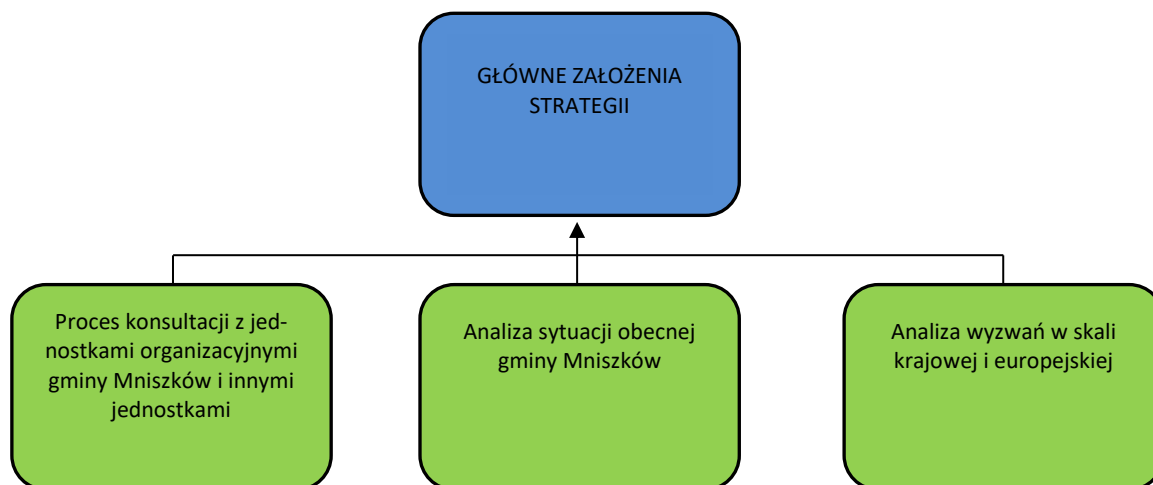 GŁÓWNE ZAŁOŻENIA
STRATEGII
Proces konsultacji z jed-
nostkami organizacyjnymi
gminy Mniszków i innymi
jednostkami
Analiza sytuacji obecnej
gminy Mniszków
Analiza wyzwań w skali
krajowej i europejskiej